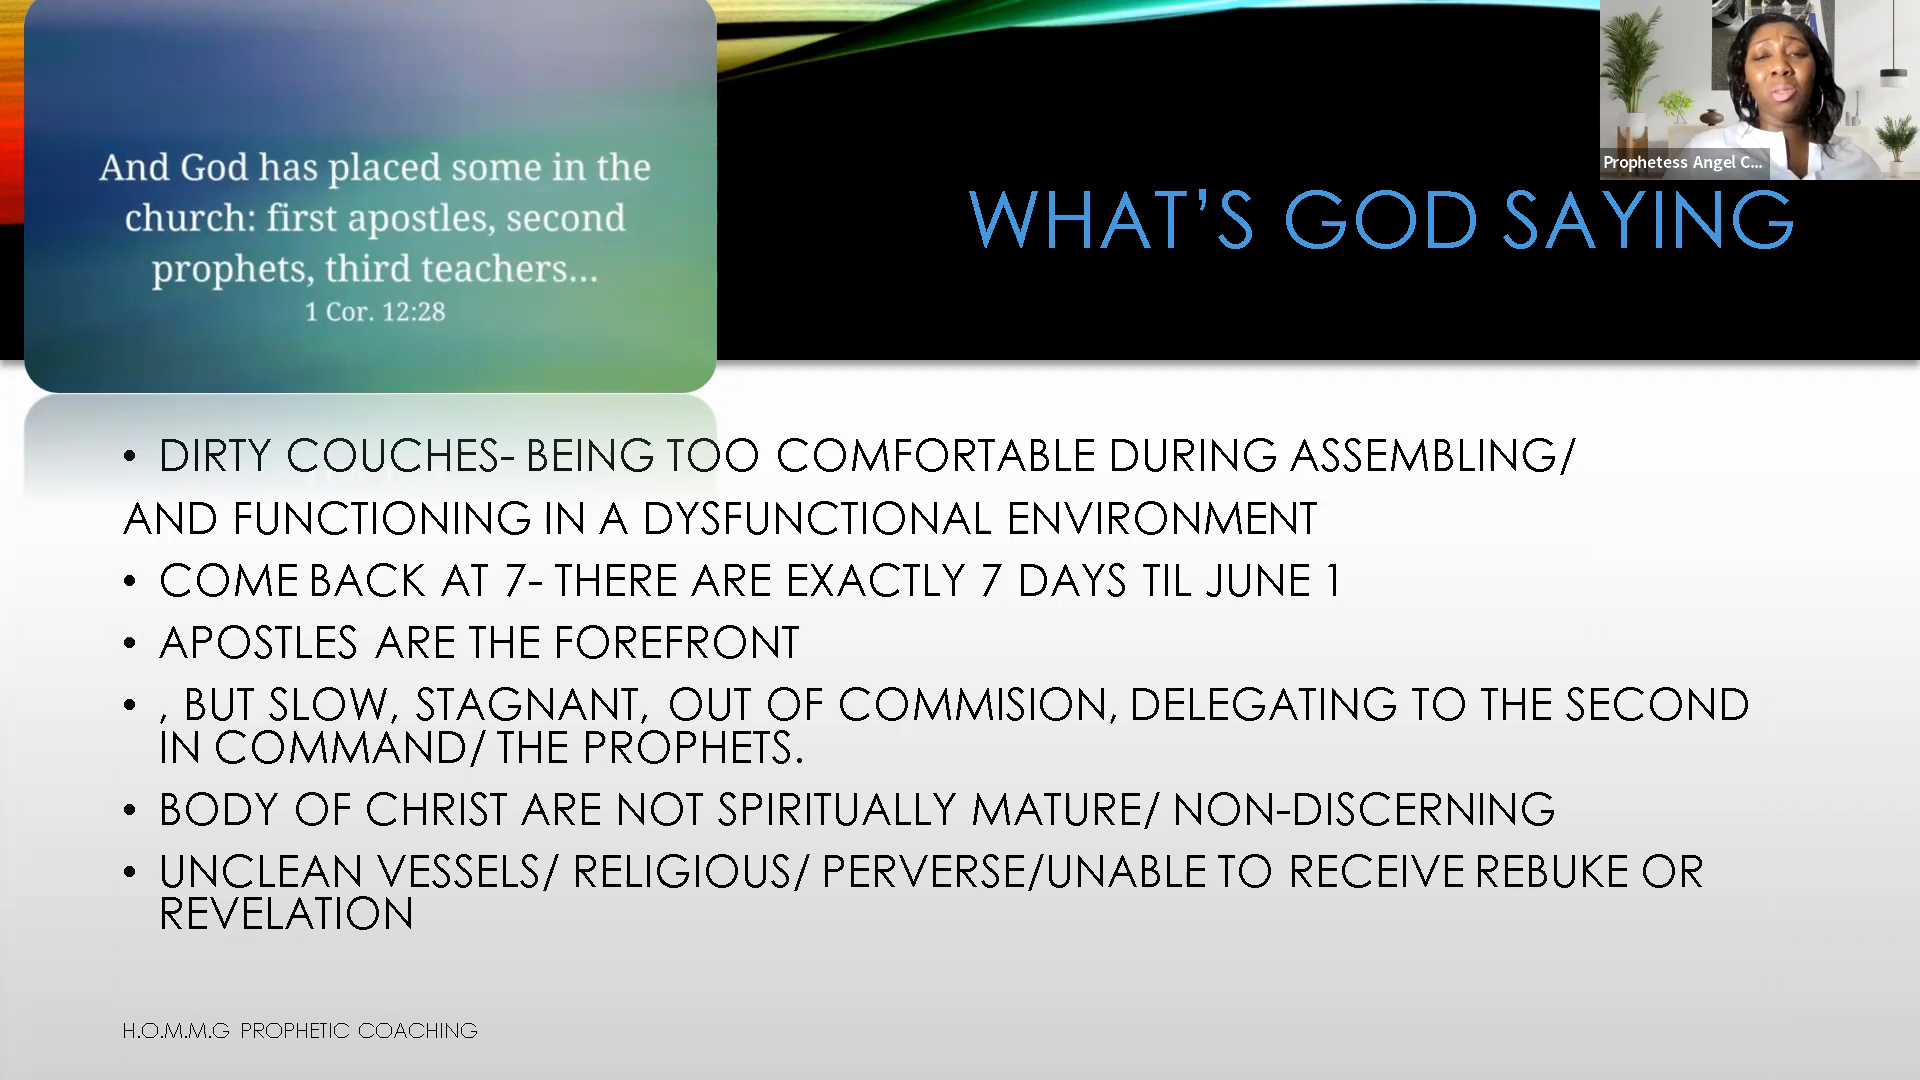 And God has placed some in the
church: first apostles, second
prophets, third teachers...
1 Cor. 12:28
Prophetess Angel C...
WHAT'S GOD SAYING
• DIRTY COUCHES- BEING TOO COMFORTABLE DURING ASSEMBLING/
AND FUNCTIONING IN A DYSFUNCTIONAL ENVIRONMENT
• COME BACK AT 7- THERE ARE EXACTLY 7 DAYS TIL JUNE 1
• APOSTLES ARE THE FOREFRONT
• , BUT SLOW, STAGNANT, OUT OF COMMISION, DELEGATING TO THE SECOND
IN COMMAND/ THE PROPHETS.
• BODY OF CHRIST ARE NOT SPIRITUALLY MATURE/ NON-DISCERNING
• UNCLEAN VESSELS/ RELIGIOUS/ PERVERSE/UNABLE TO RECEIVE REBUKE OR
REVELATION
H.O.M.M.G PROPHETIC COACHING